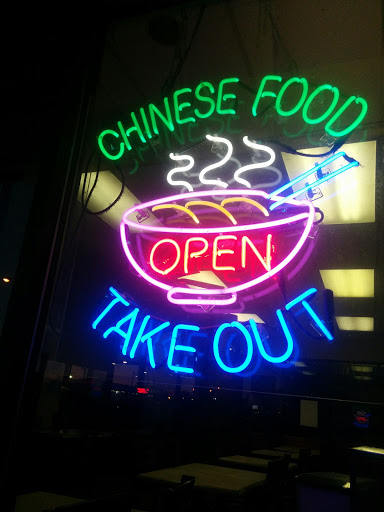 CHINESE FOOD
OPEN
TAKE OUT